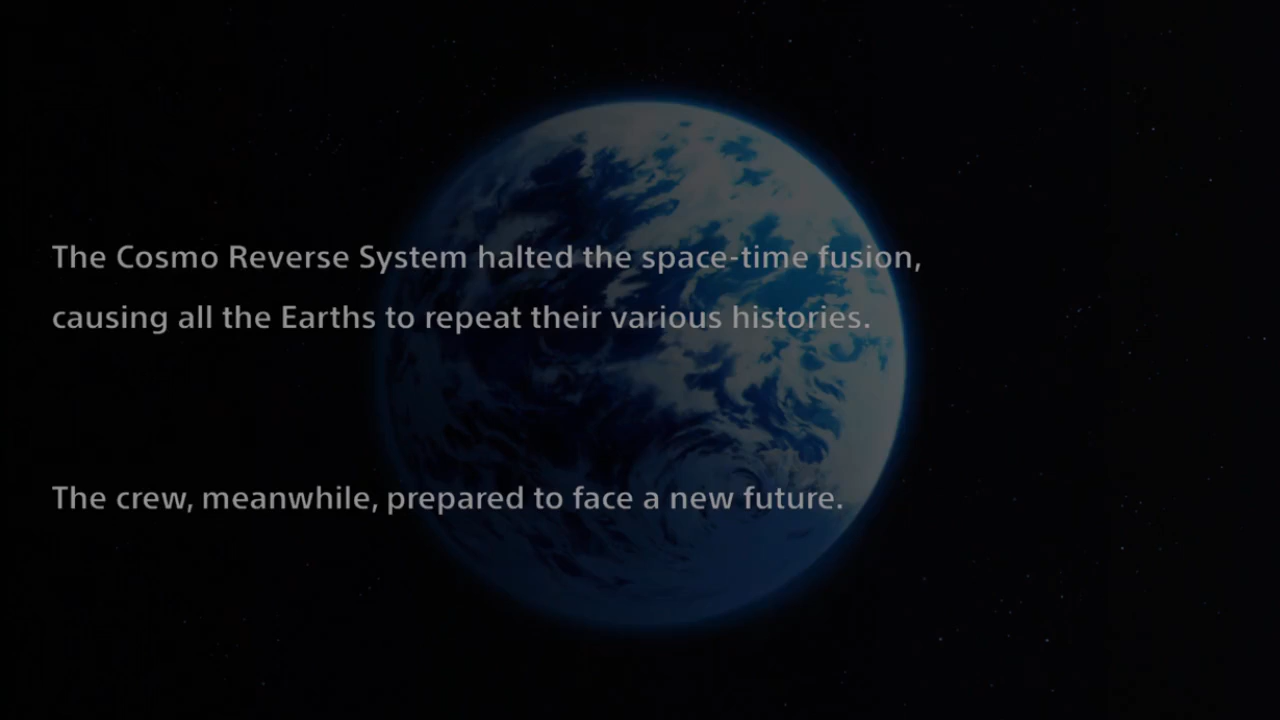 The Cosmo Reverse System halted the space-time fusion,
causing all the Earths to repeat their various histories.
The crew, meanwhile, prepared to face a new future.